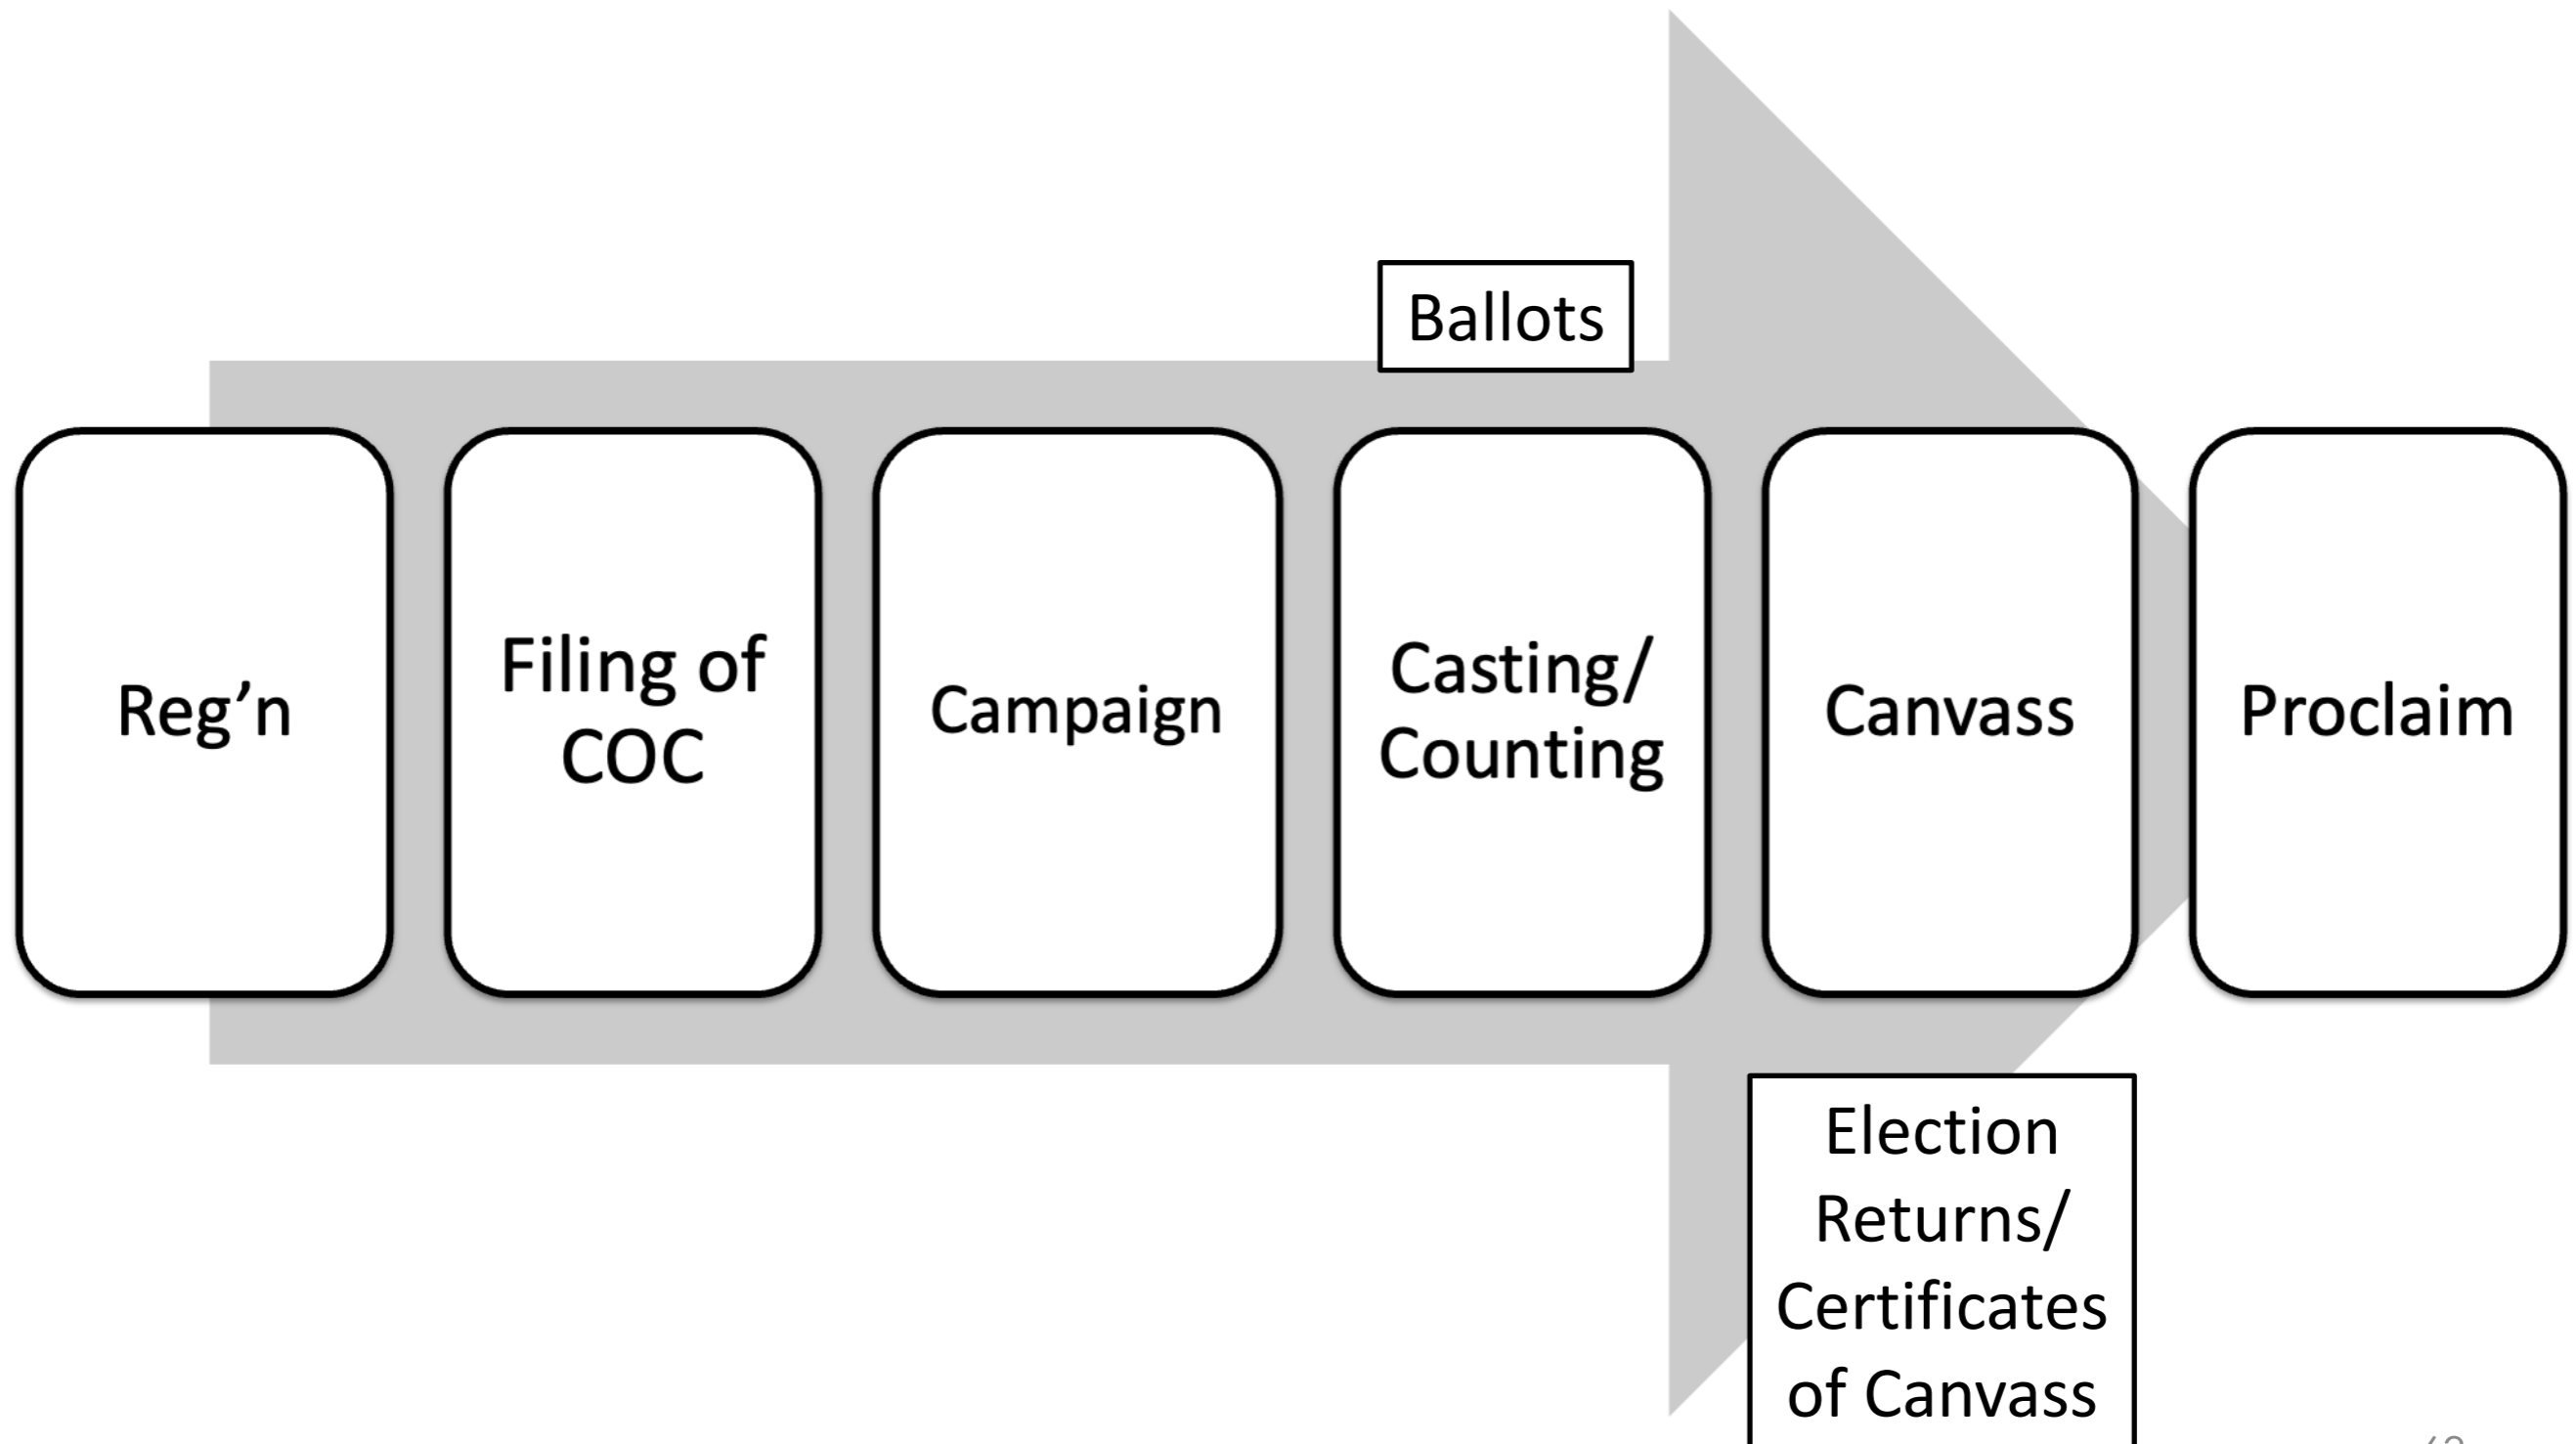 Ballots
Reg’n
Filing of
COC
Campaign
Casting/
Counting
Canvass
Proclaim
Election
Returns/
Certificates
of Canvass